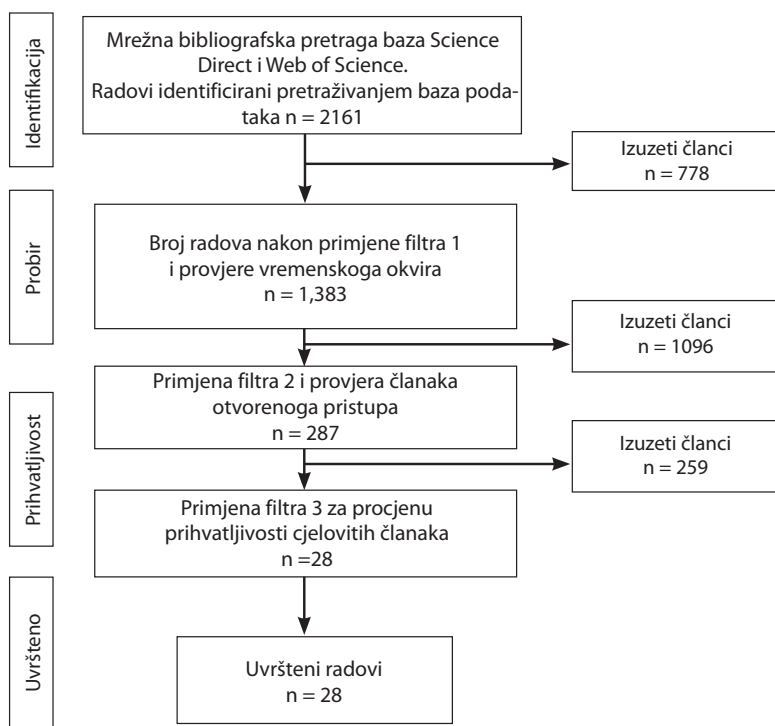 Identifikacija
Mrežna bibliografska pretraga baza Science
Direct i Web of Science.
Radovi identificirani pretraživanjem baza poda-
taka n = 2161
Izuzeti članci
n = 778
Probir
Broj radova nakon primjene filtra 1
i provjere vremenskoga okvira
n = 1,383
Izuzeti članci
n = 1096
Prihvatljivost
Primjena filtra 2 i provjera članaka
otvorenoga pristupa
n = 287
Izuzeti članci
n = 259
Primjena filtra 3 za procjenu
prihvatljivosti cjelovitih članaka
n =28
Uvršteno
Uvršteni radovi
n = 28